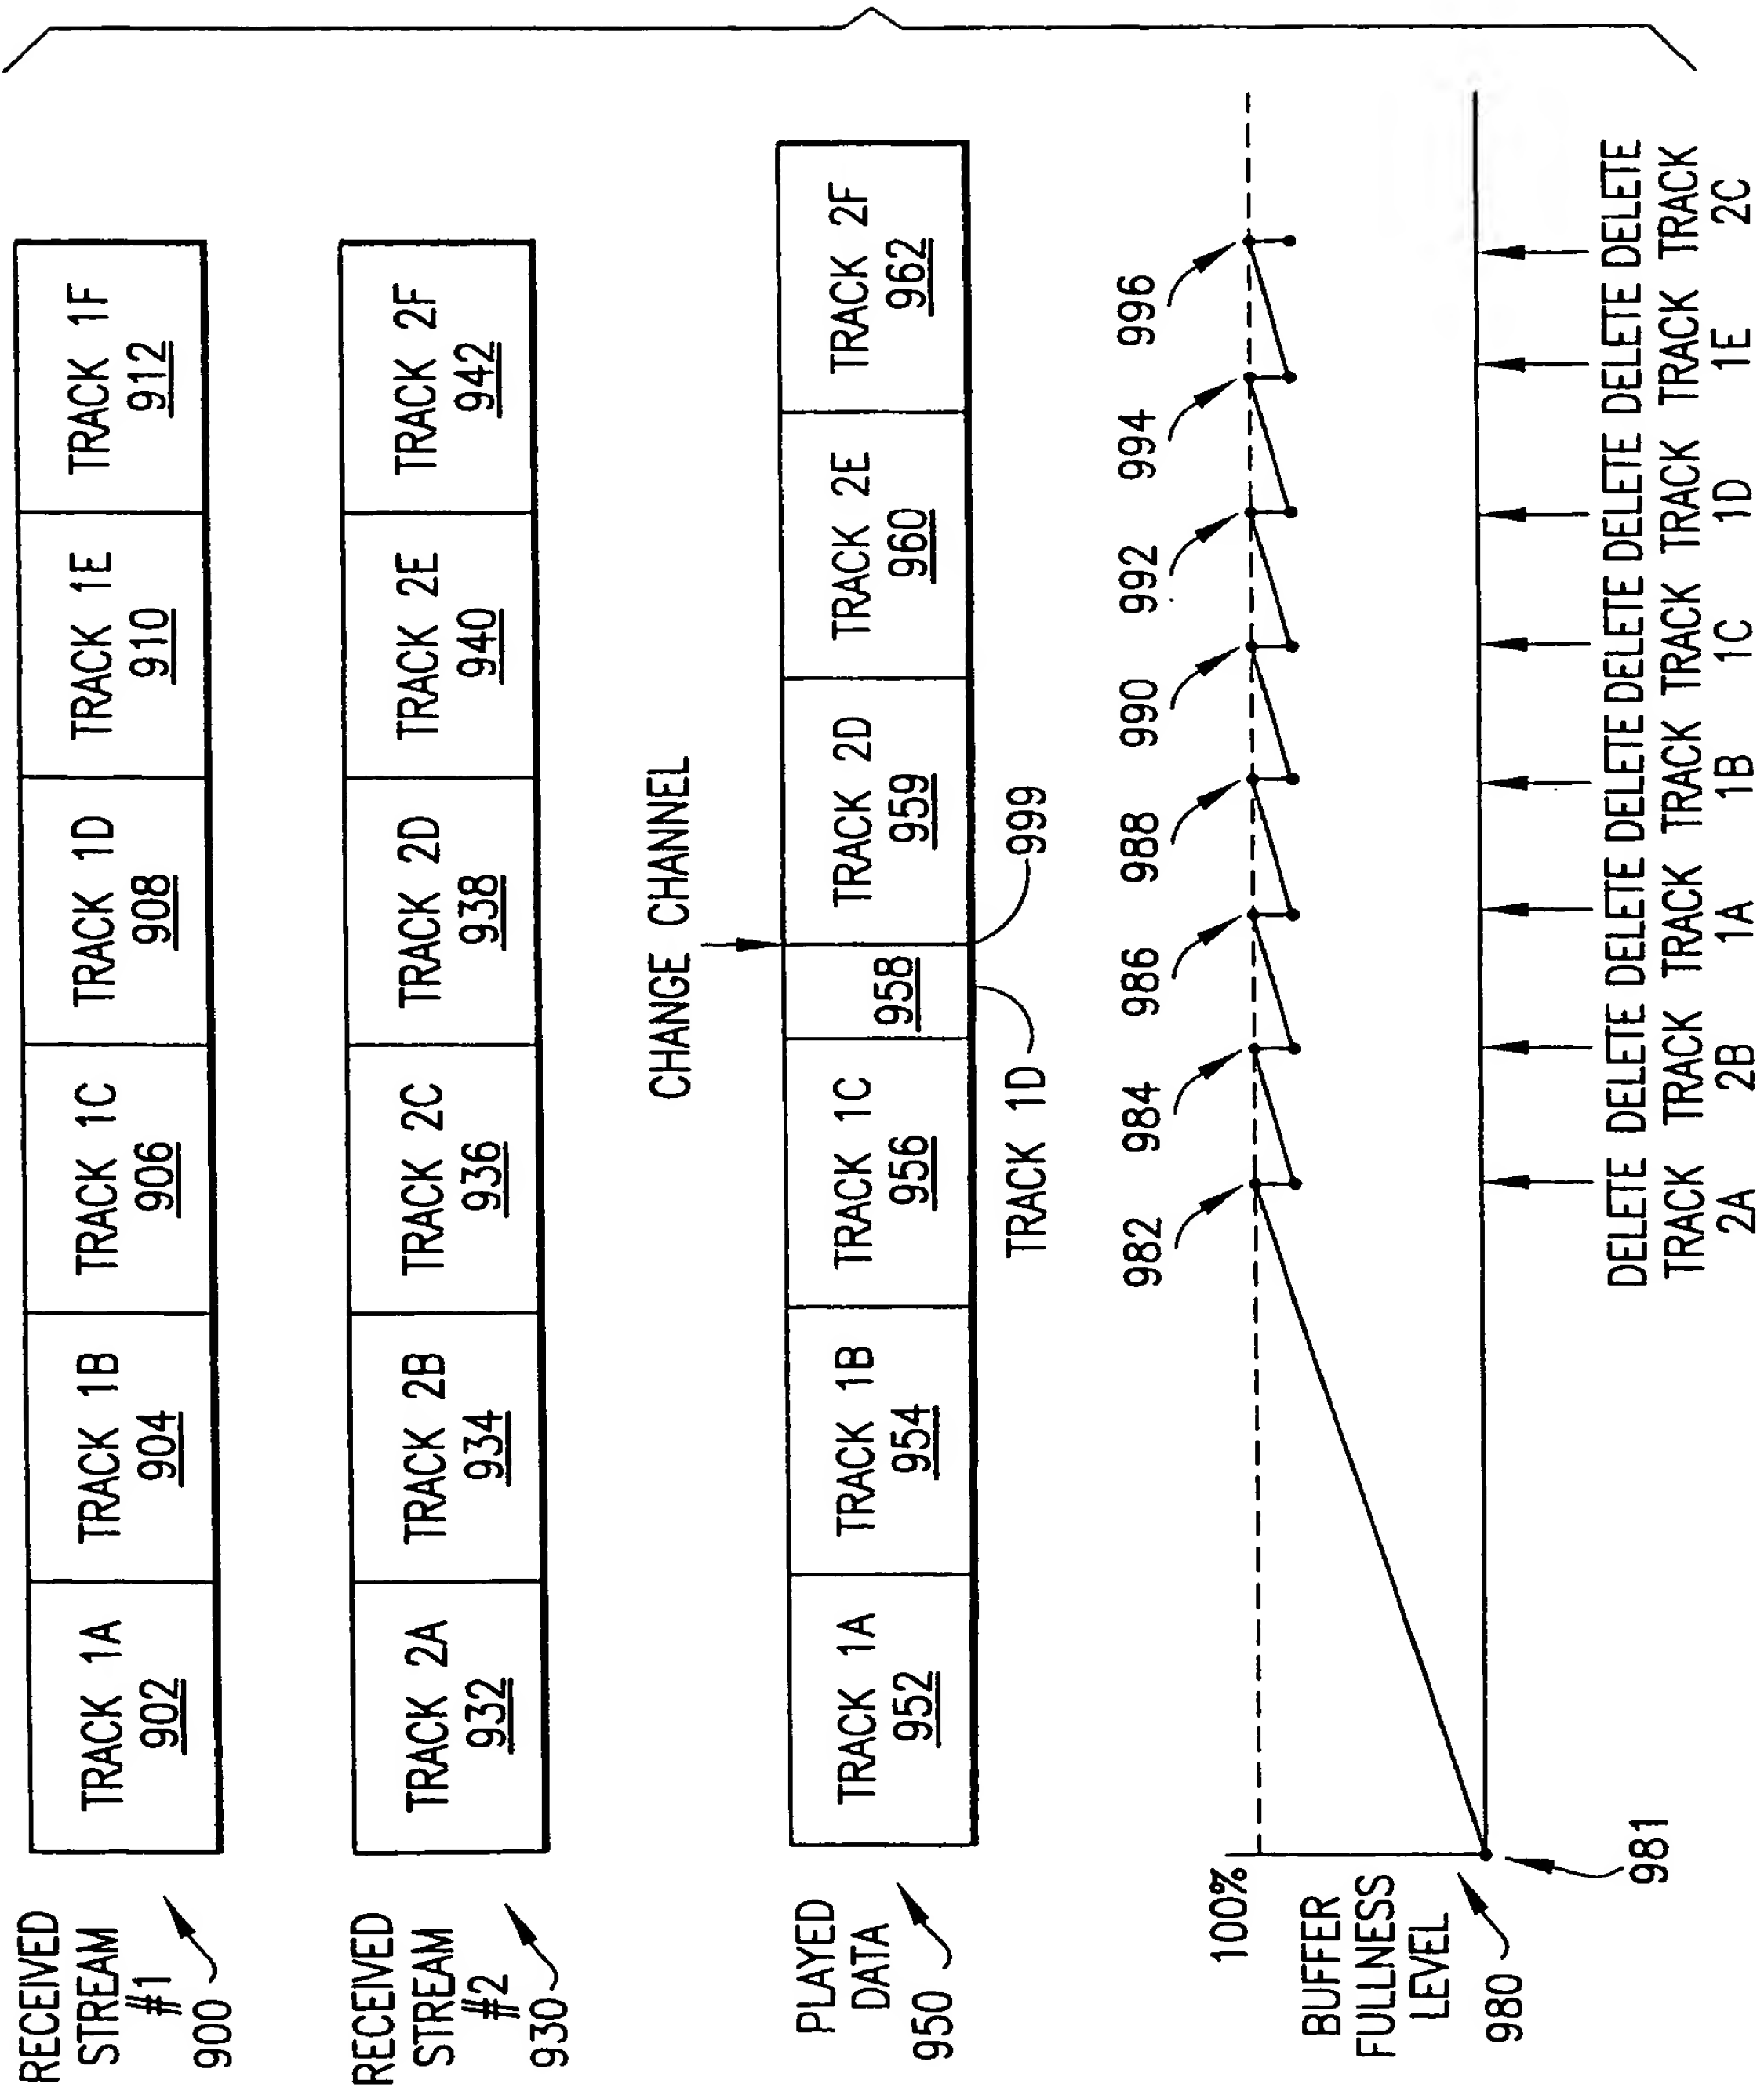 RECEIVED
STREAM
#1
900
TRACK 1A
902
TRACK 1B
904
TRACK 1C
906
TRACK 1D
908
TRACK 1E
910
TRACK 1F
912
RECEIVED
STREAM
#2
930
TRACK 2A
932
TRACK 2B
934
TRACK 2C
936
TRACK 2D
938
TRACK 2E
940
TRACK 2F
942
CHANGE CHANNEL
PLAYED
DATA
950
TRACK 1A
952
TRACK 1B
954
TRACK 1C
956
958
TRACK 2D
959
TRACK 2E
960
TRACK 2F
962
TRACK 1D
999
100%
BUFFER
FULLNESS
LEVEL
980
981
982
984
986
988
990
992
994
996
DELETE DELETE DELETE DELETE DELETE DELETE DELETE DELETE
TRACK TRACK TRACK TRACK TRACK TRACK TRACK TRACK
2A 2B 1A 1B 1C 1D 1E 2C